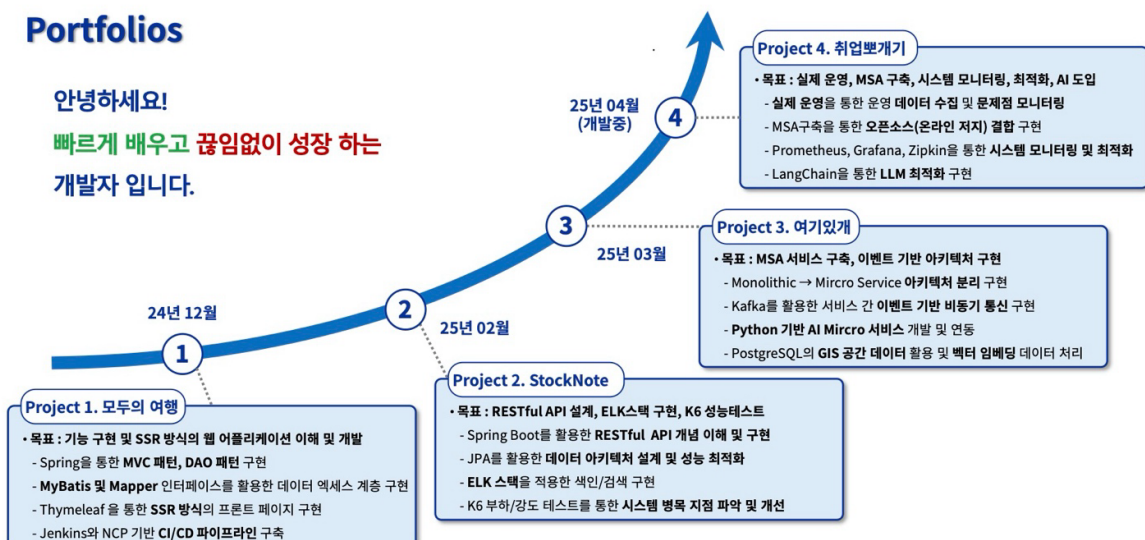 Portfolios
안녕하세요!
빠르게 배우고 끊임없이 성장 하는
개발자 입니다.
24년 12월
1
Project 1. 모두의 여행
• 목표 : 기능 구현 및 SSR 방식의 웹 어플리케이션 이해 및 개발
- Spring을 통한 MVC 패턴, DAO 패턴 구현
- MyBatis 및 Mapper 인터페이스를 활용한 데이터 엑세스 계층 구현
- Thymeleaf 을 통한 SSR 방식의 프론트 페이지 구현
- Jenkins와 NCP 기반 CI/CD 파이프라인 구축
2
25년 02월
Project 2. StockNote
• 목표 : RESTful API 설계, ELK스택 구현, K6 성능테스트
- Spring Boot를 활용한 RESTful API 개념 이해 및 구현
- JPA를 활용한 데이터 아키텍처 설계 및 성능 최적화
- ELK 스택을 적용한 색인/검색 구현
- K6 부하/강도 테스트를 통한 시스템 병목 지점 파악 및 개선
3
25년 03월
Project 3. 여기있개
• 목표 : MSA 서비스 구축, 이벤트 기반 아키텍처 구현
- Monolithic → Mircro Service 아키텍처 분리 구현
- Kafka를 활용한 서비스 간 이벤트 기반 비동기 통신 구현
- Python 기반 AI Mircro 서비스 개발 및 연동
- PostgreSQL의 GIS 공간 데이터 활용 및 벡터 임베딩 데이터 처리
25년 04월
(개발중)
4
Project 4. 취업뽀개기
• 목표 : 실제 운영, MSA 구축, 시스템 모니터링, 최적화, AI 도입
- 실제 운영을 통한 운영 데이터 수집 및 문제점 모니터링
- MSA구축을 통한 오픈소스(온라인 저지) 결합 구현
- Prometheus, Grafana, Zipkin을 통한 시스템 모니터링 및 최적화
- LangChain을 통한 LLM 최적화 구현